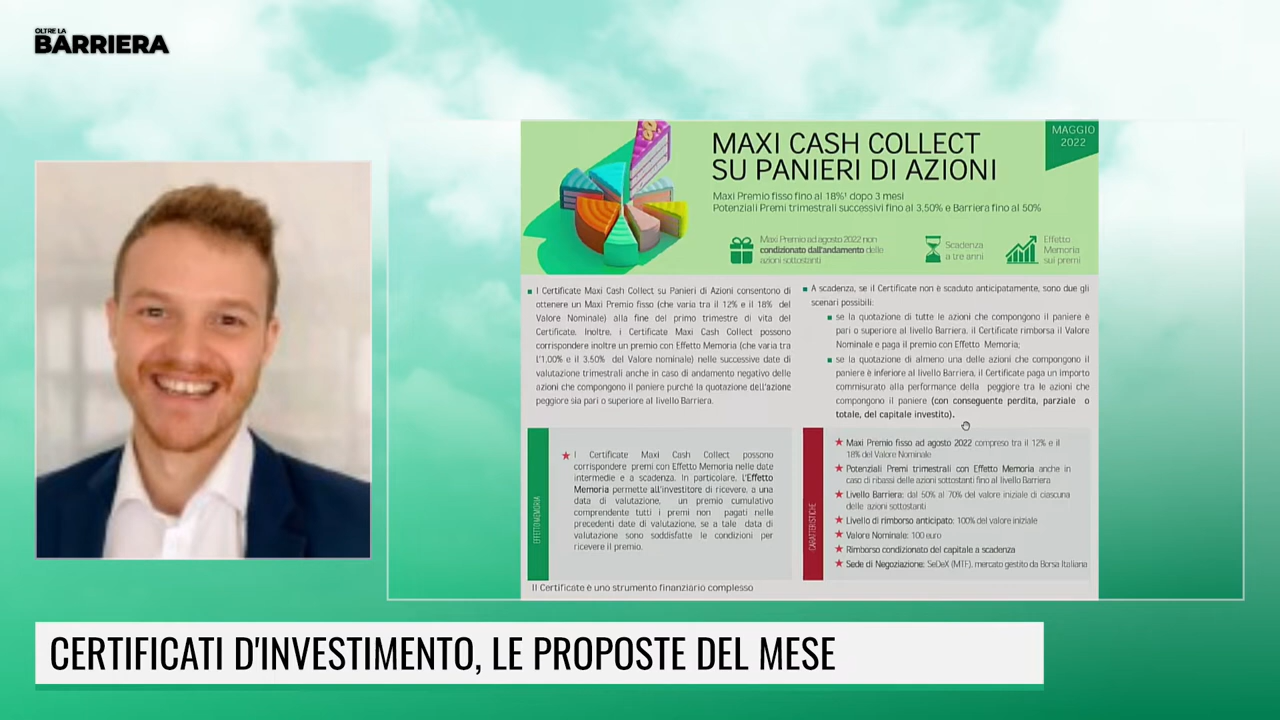 OLTRE LA
BARRIERA
MAXI CASH COLLECT
SU PANIERI DI AZIONI
MAGGIO
2022
Maxi Premio fisso fino al 18%¹ dopo 3 mesi
Potenziali Premi trimestrali successivi fino al 3,50% e Barriera fino al 50%
Maxi Premio ad agosto 2022 non
condizionato dall'andamento delle
azioni sottostanti
Scadenza
a tre anni
Effetto
Memoria
sui premi
I Certificate Maxi Cash Collect su Panieri di Azioni consentono di
ottenere un Maxi Premio fisso (che varia tra il 12% e il 18% del
Valore Nominale) alla fine del primo trimestre di vita del
Certificate. Inoltre, i Certificate Maxi Cash Collect possono
corrispondere inoltre un premio con Effetto Memoria (che varia tra
l'1,00% e il 3,50% del Valore nominale) nelle successive date di
valutazione trimestrali anche in caso di andamento negativo delle
azioni che compongono il paniere purché la quotazione dell'azione
peggiore sia pari o superiore al livello Barriera.
A scadenza, se il Certificate non è scaduto anticipatamente, sono due gli
scenari possibili:
se la quotazione di tutte le azioni che compongono il paniere è
pari o superiore al livello Barriera, il Certificate rimborsa il Valore
Nominale e paga il premio con Effetto Memoria;
se la quotazione di almeno una delle azioni che compongono il
paniere è inferiore al livello Barriera, il Certificate paga un importo
commisurato alla performance della peggiore tra le azioni che
compongono il paniere (con conseguente perdita, parziale o
totale, del capitale investito).
EFFETTO MEMORIA
I Certificate Maxi Cash Collect possono
corrispondere premi con Effetto Memoria nelle date
intermedie e a scadenza. In particolare, l'Effetto
Memoria permette all'investitore di ricevere, a una
data di valutazione, un premio cumulativo
comprendente tutti i premi non pagati nelle
precedenti date di valutazione, se a tale data di
valutazione sono soddisfatte le condizioni per
ricevere il premio.
CARATTERISTICHE
Maxi Premio fisso ad agosto 2022 compreso tra il 12% e il
18% del Valore Nominale
Potenziali Premi trimestrali con Effetto Memoria anche in
caso di ribassi delle azioni sottostanti fino al livello Barriera
Livello Barriera: dal 50% al 70% del valore iniziale di ciascuna
delle azioni sottostanti
Livello di rimborso anticipato: 100% del valore iniziale
Valore Nominale: 100 euro
Rimborso condizionato del capitale a scadenza
Sede di Negoziazione: SeDeX (MTF), mercato gestito da Borsa Italiana
Il Certificate è uno strumento finanziario complesso
CERTIFICATI D'INVESTIMENTO, LE PROPOSTE DEL MESE